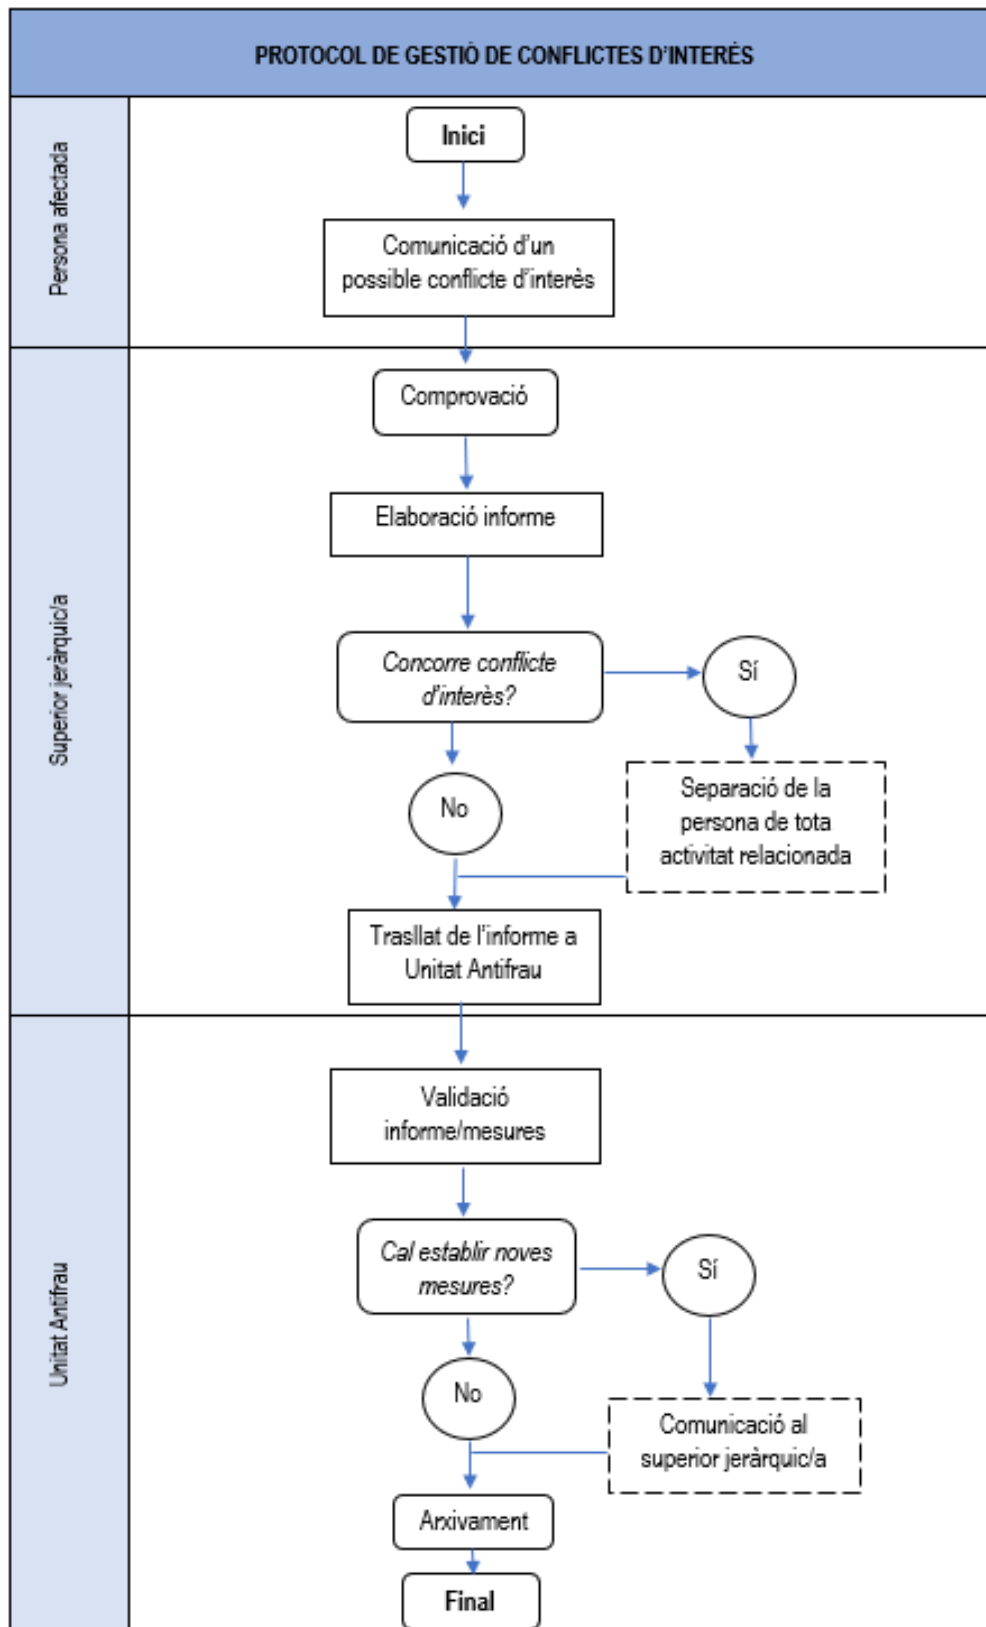 PROTOCOL DE GESTIÓ DE CONFLICTES D'INTERÉS
Persona afectada
Inici
Comunicació d'un
possible conflicte d'interès
Superior jeràrquic/a
Comprovació
Elaboració informe
Concorre conflicte
d'interès?
Sí
No
Separació de la
persona de tota
activitat relacionada
Trasllat de l'informe a
Unitat Antifrau
Unitat Antifrau
Validació
informe/mesures
Cal establir noves
mesures?
Sí
No
Comunicació al
superior jeràrquic/a
Arxivament
Final